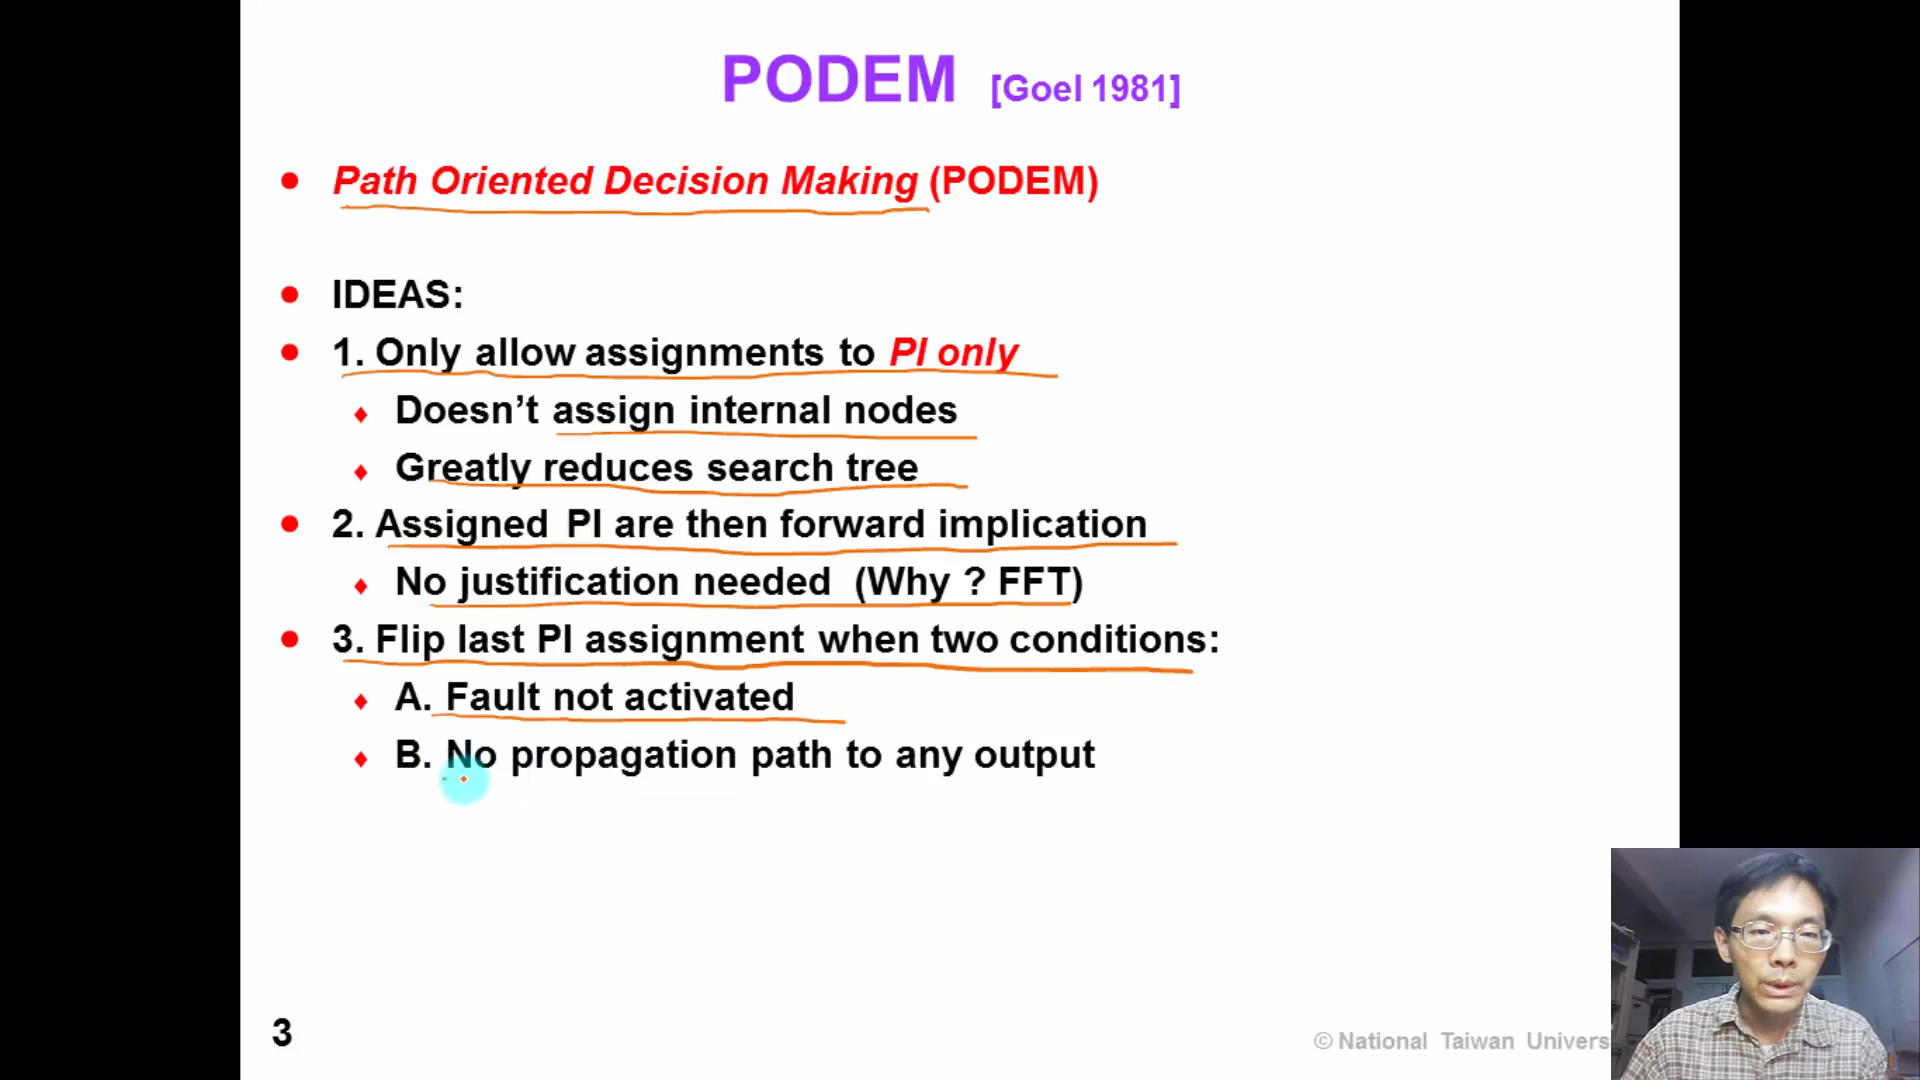 PODEM [Goel 1981]
• Path Oriented Decision Making (PODEM)
• IDEAS:
• 1. Only allow assignments to PI only
♦ Doesn’t assign internal nodes
♦ Greatly reduces search tree
• 2. Assigned PI are then forward implication
♦ No justification needed (Why ? FFT)
• 3. Flip last PI assignment when two conditions:
♦ A. Fault not activated
♦ B. No propagation path to any output
3
© National Taiwan Univers